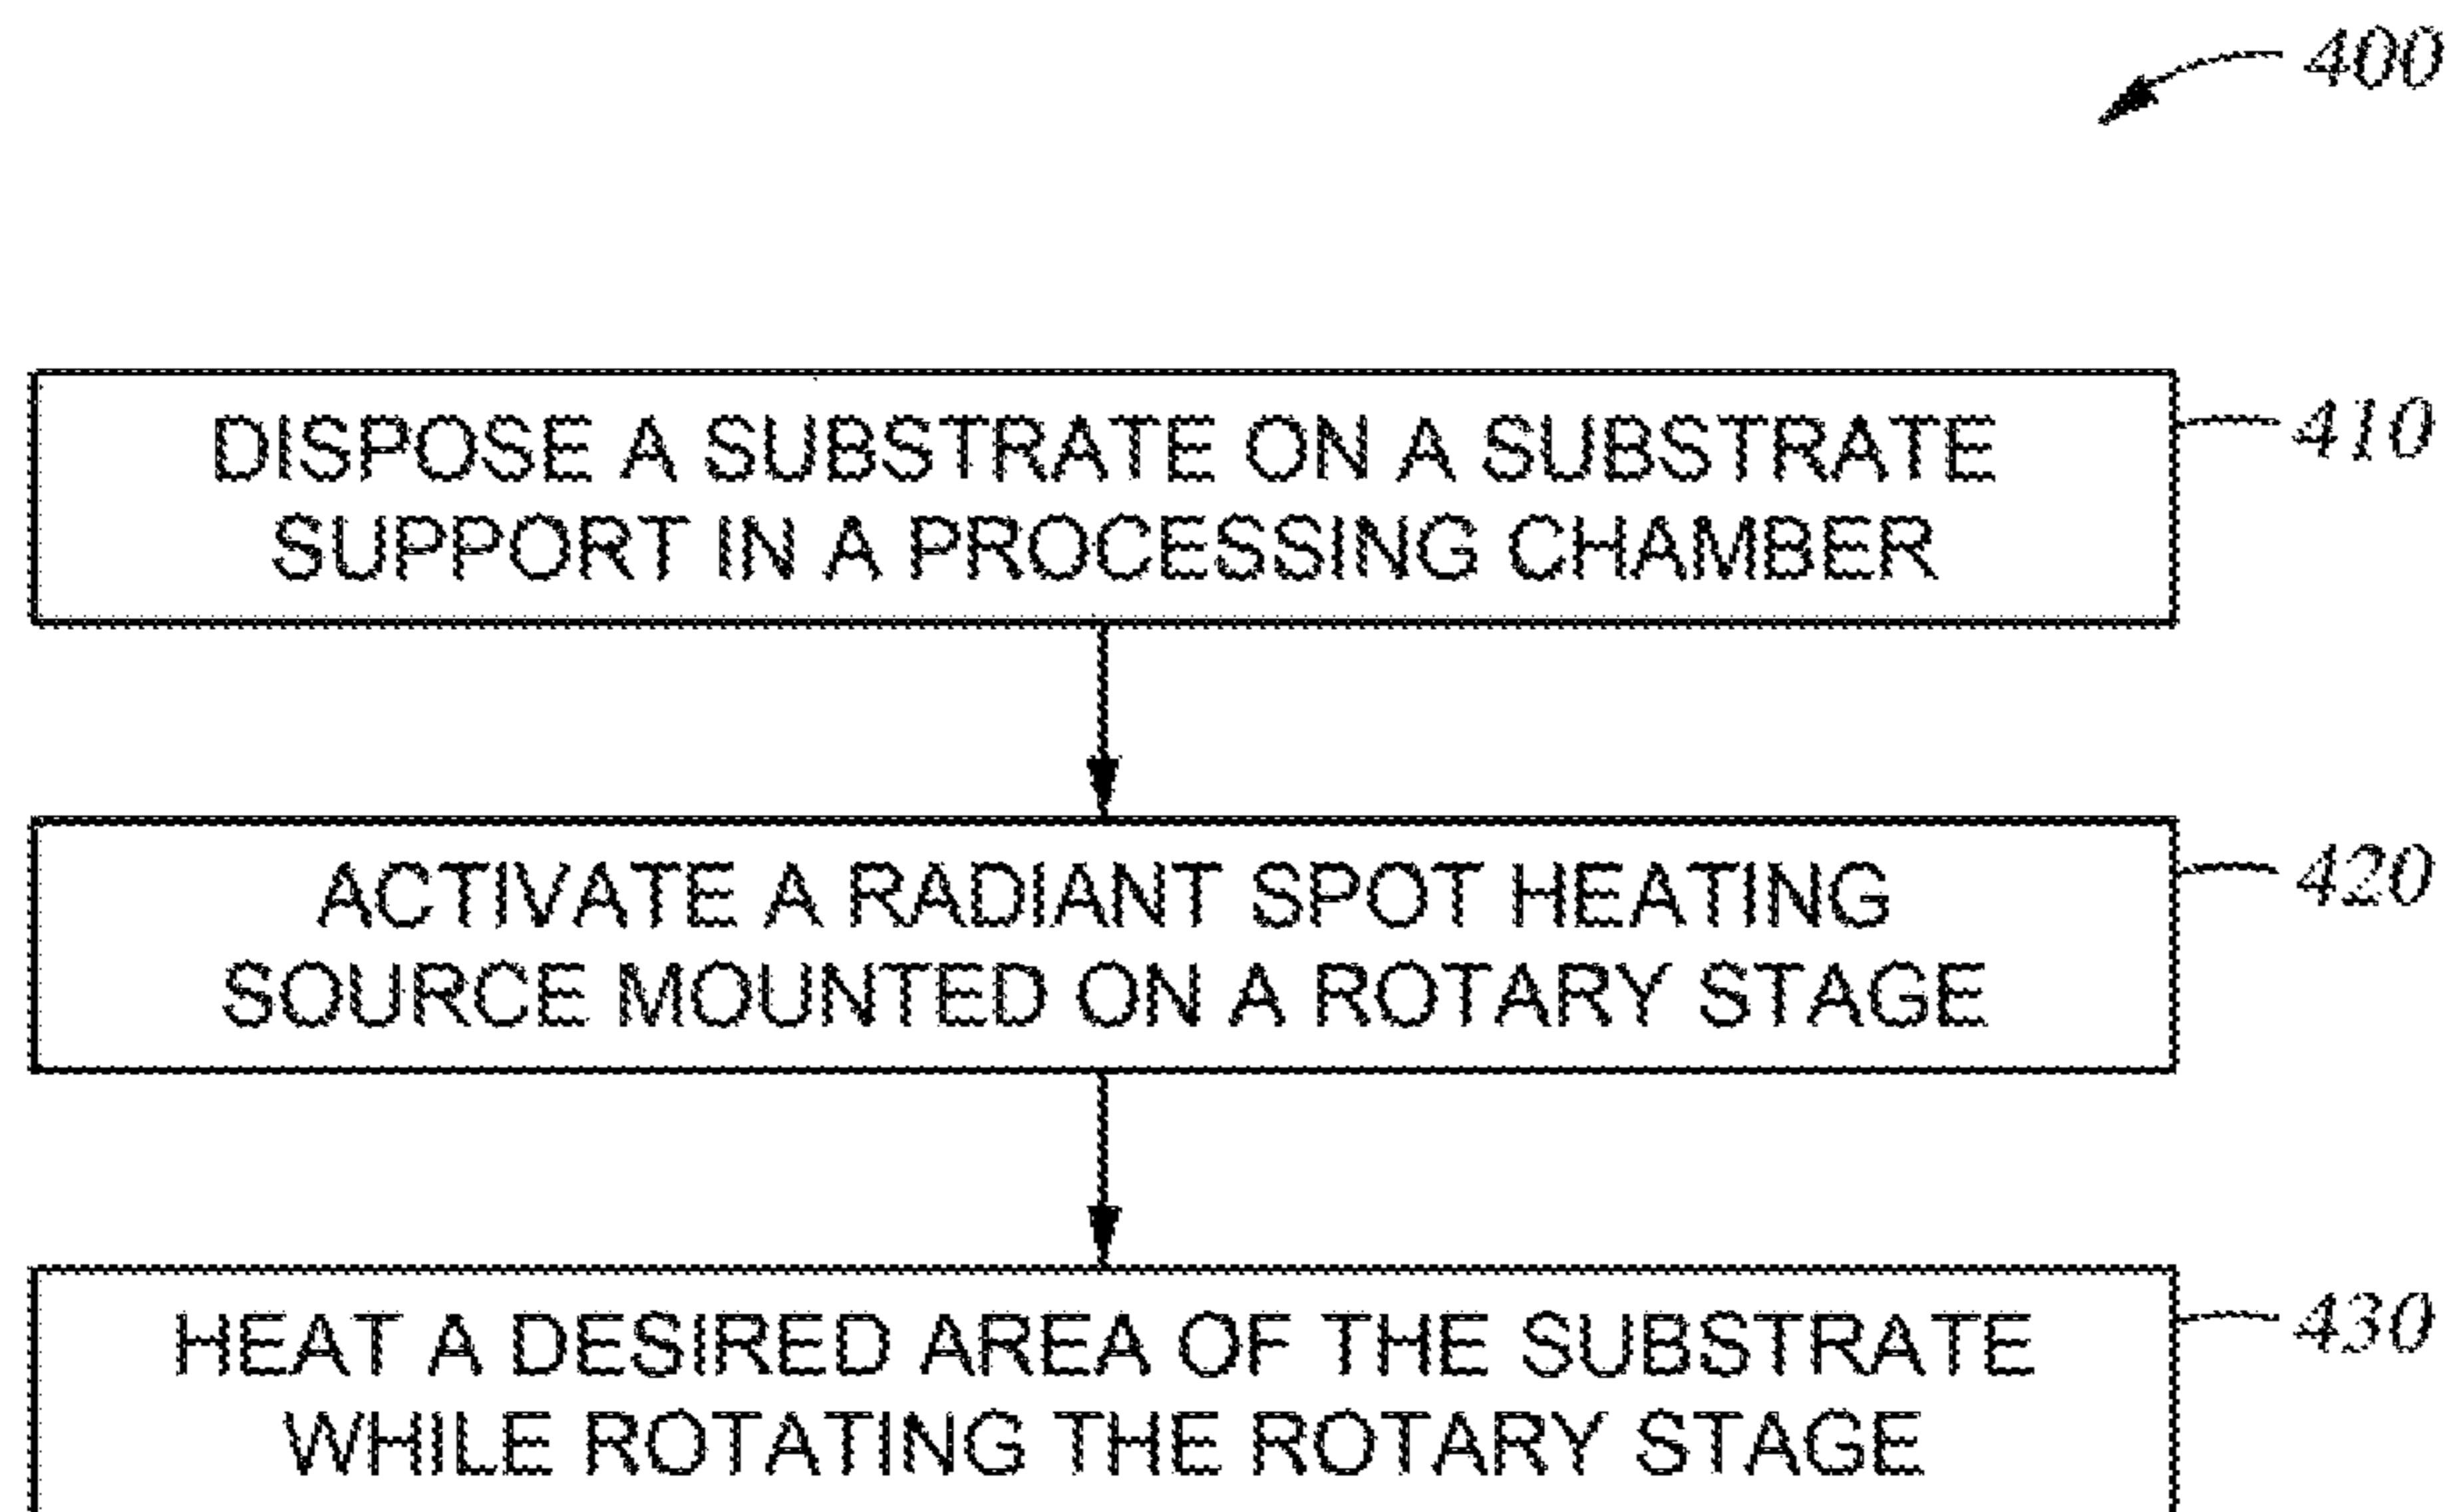 400
DISPOSE A SUBSTRATE ON A SUBSTRATE
SUPPORT IN A PROCESSING CHAMBER
410
ACTIVATE A RADIANT SPOT HEATING
SOURCE MOUNTED ON A ROTARY STAGE
420
HEAT A DESIRED AREA OF THE SUBSTRATE
WHILE ROTATING THE ROTARY STAGE
430